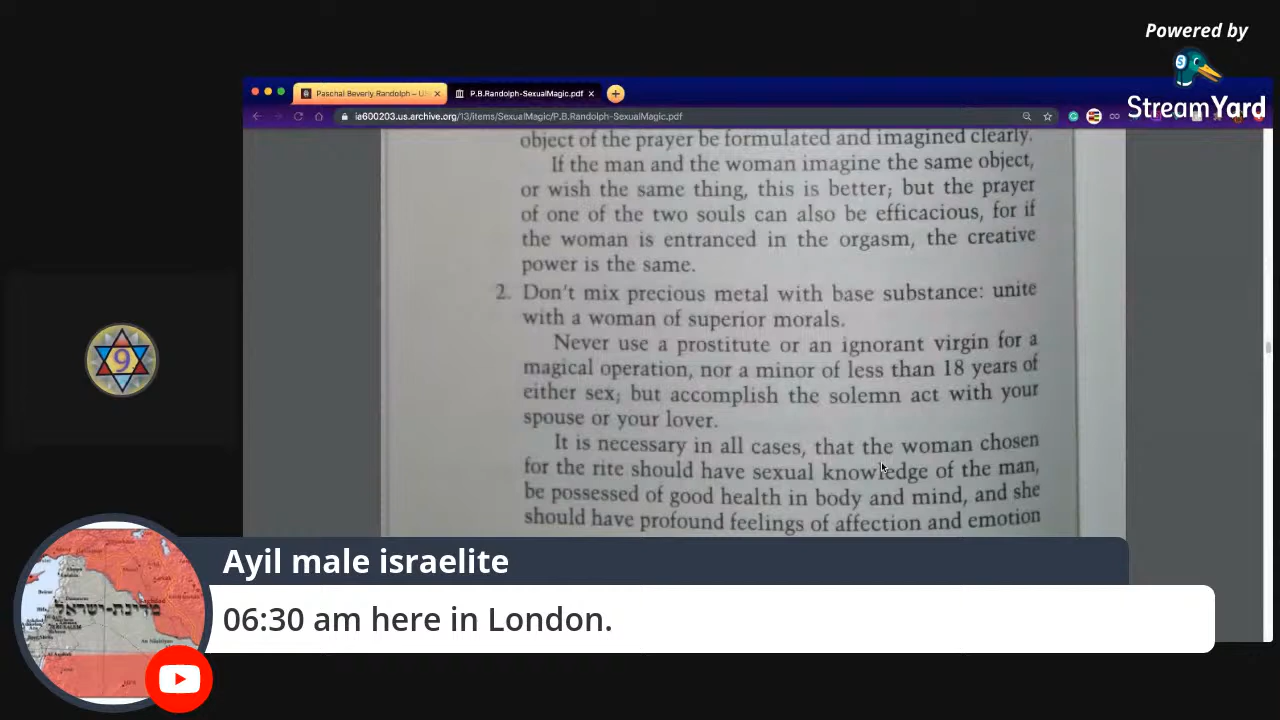 Powered by
StreamYard
Paschal Beverly Randolph – U
P.B.Randolph-SexualMagic.pdf
ia600203.us.archive.org/13/items/SexualMagic/P.B.Randolph-SexualMagic.pdf
object of the prayer be formulated and imagined clearly.
If the man and the woman imagine the same object,
or wish the same thing, this is better; but the prayer
of one of the two souls can also be efficacious, for if
the woman is entranced in the orgasm, the creative
power is the same.
2. Don't mix precious metal with base substance: unite
with a woman of superior morals.
Never use a prostitute or an ignorant virgin for a
magical operation, nor a minor of less than 18 years of
either sex; but accomplish the solemn act with your
spouse or your lover.
It is necessary in all cases, that the woman chosen
for the rite should have sexual knowledge of the man,
be possessed of good health in body and mind, and she
should have profound feelings of affection and emotion
9
מדינת-ישראל
Ayil male israelite
06:30 am here in London.